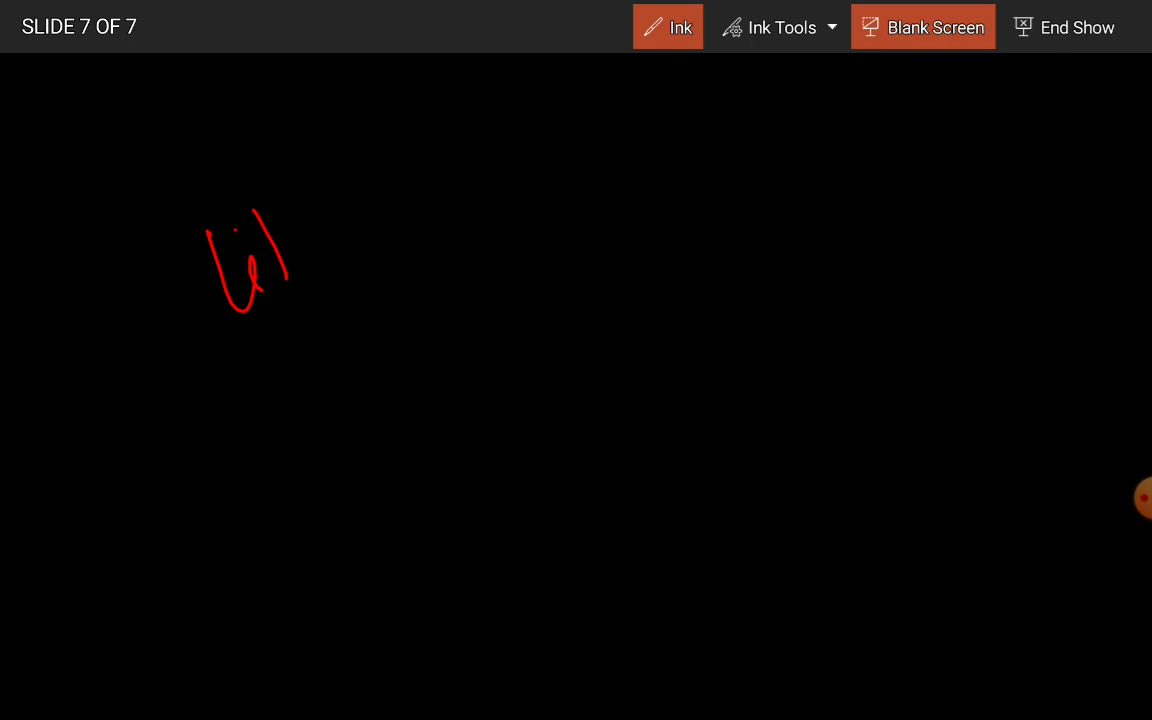 SLIDE 7 OF 7
Ink
Ink Tools
Blank Screen
End Show